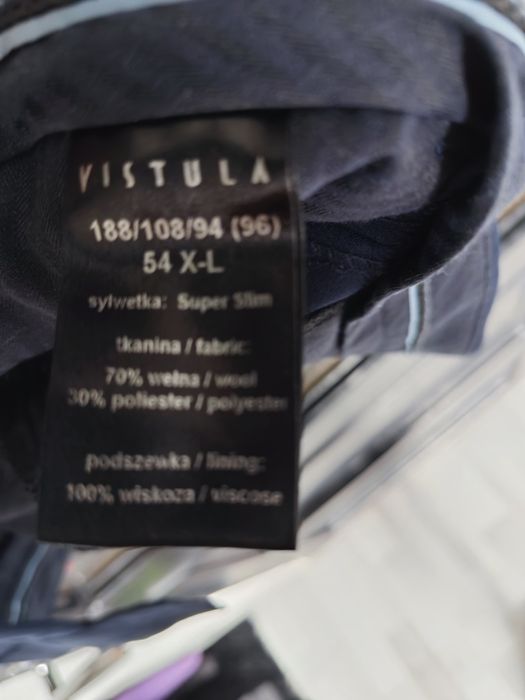 VISTULA
188/108/94 (96)
54 X-L
sylwetka: Super Slim
tkanina / fabric:
70% wełna / wool
30% poliester / polyester
podszewka / lining:
100% wiskoza / viscose